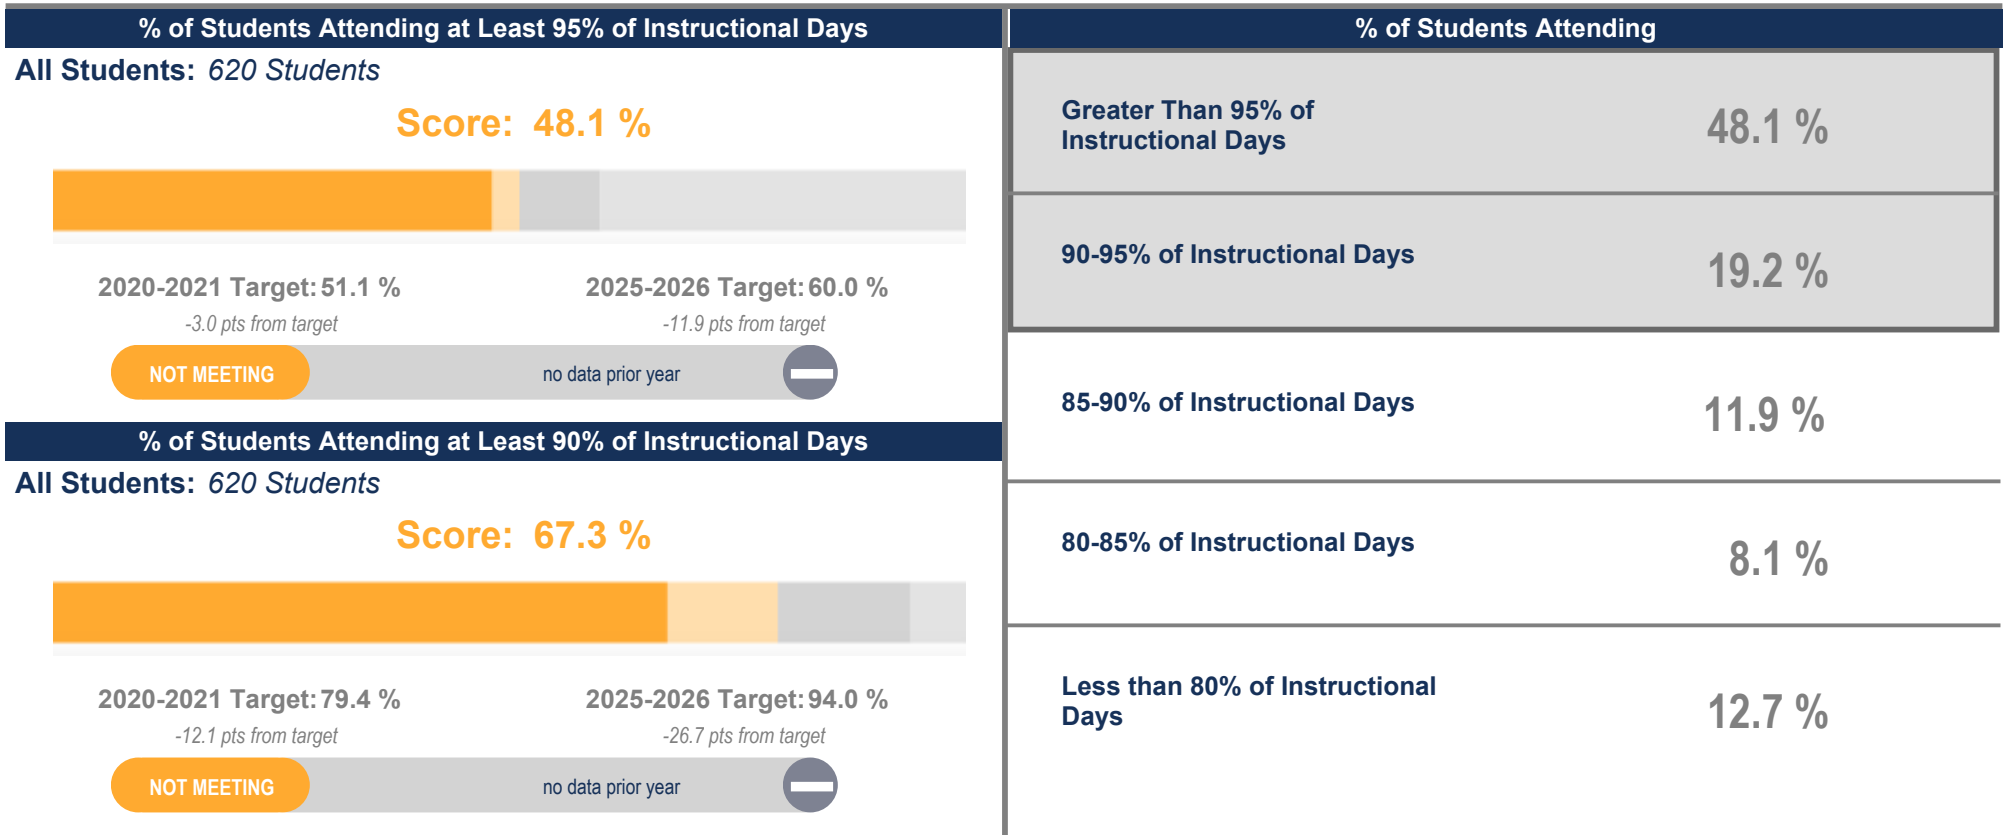 % of Students Attending at Least 95% of Instructional Days
All Students: 620 Students
Score: 48.1 %
2020-2021 Target: 51.1 %
-3.0 pts from target
2025-2026 Target: 60.0 %
-11.9 pts from target
NOT MEETING
no data prior year
% of Students Attending at Least 90% of Instructional Days
All Students: 620 Students
Score: 67.3 %
2020-2021 Target: 79.4 %
-12.1 pts from target
2025-2026 Target: 94.0 %
-26.7 pts from target
NOT MEETING
no data prior year
% of Students Attending
Greater Than 95% of
Instructional Days
48.1 %
90-95% of Instructional Days
19.2 %
85-90% of Instructional Days
11.9 %
80-85% of Instructional Days
8.1 %
Less than 80% of Instructional
Days
12.7 %